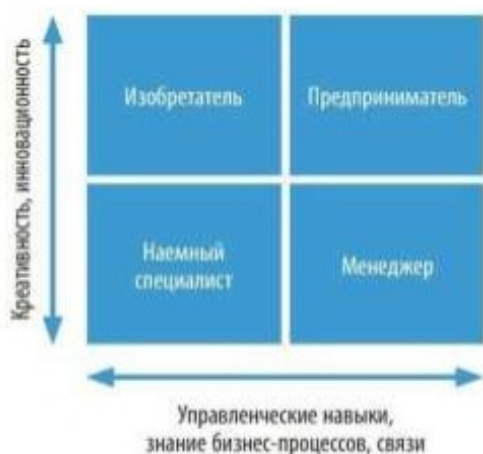 Креативность, инновационность
Изобретатель
Предприниматель
Наемный
специалист
Менеджер
Управленческие навыки,
знание бизнес-процессов, связи